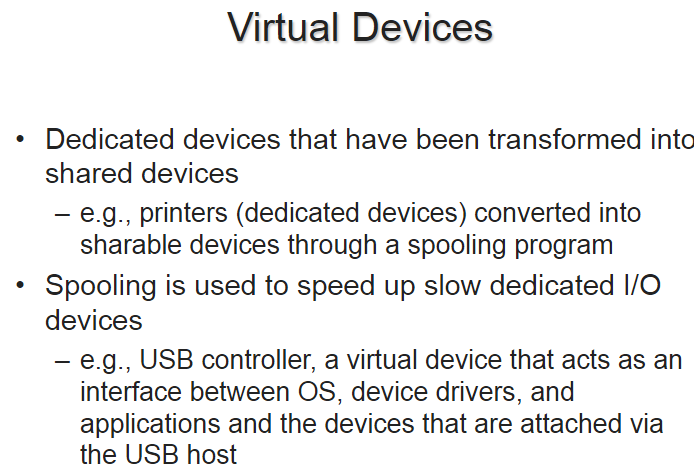 Virtual Devices
• Dedicated devices that have been transformed into
shared devices
– e.g., printers (dedicated devices) converted into
sharable devices through a spooling program
• Spooling is used to speed up slow dedicated I/O
devices
– e.g., USB controller, a virtual device that acts as an
interface between OS, device drivers, and
applications and the devices that are attached via
the USB host